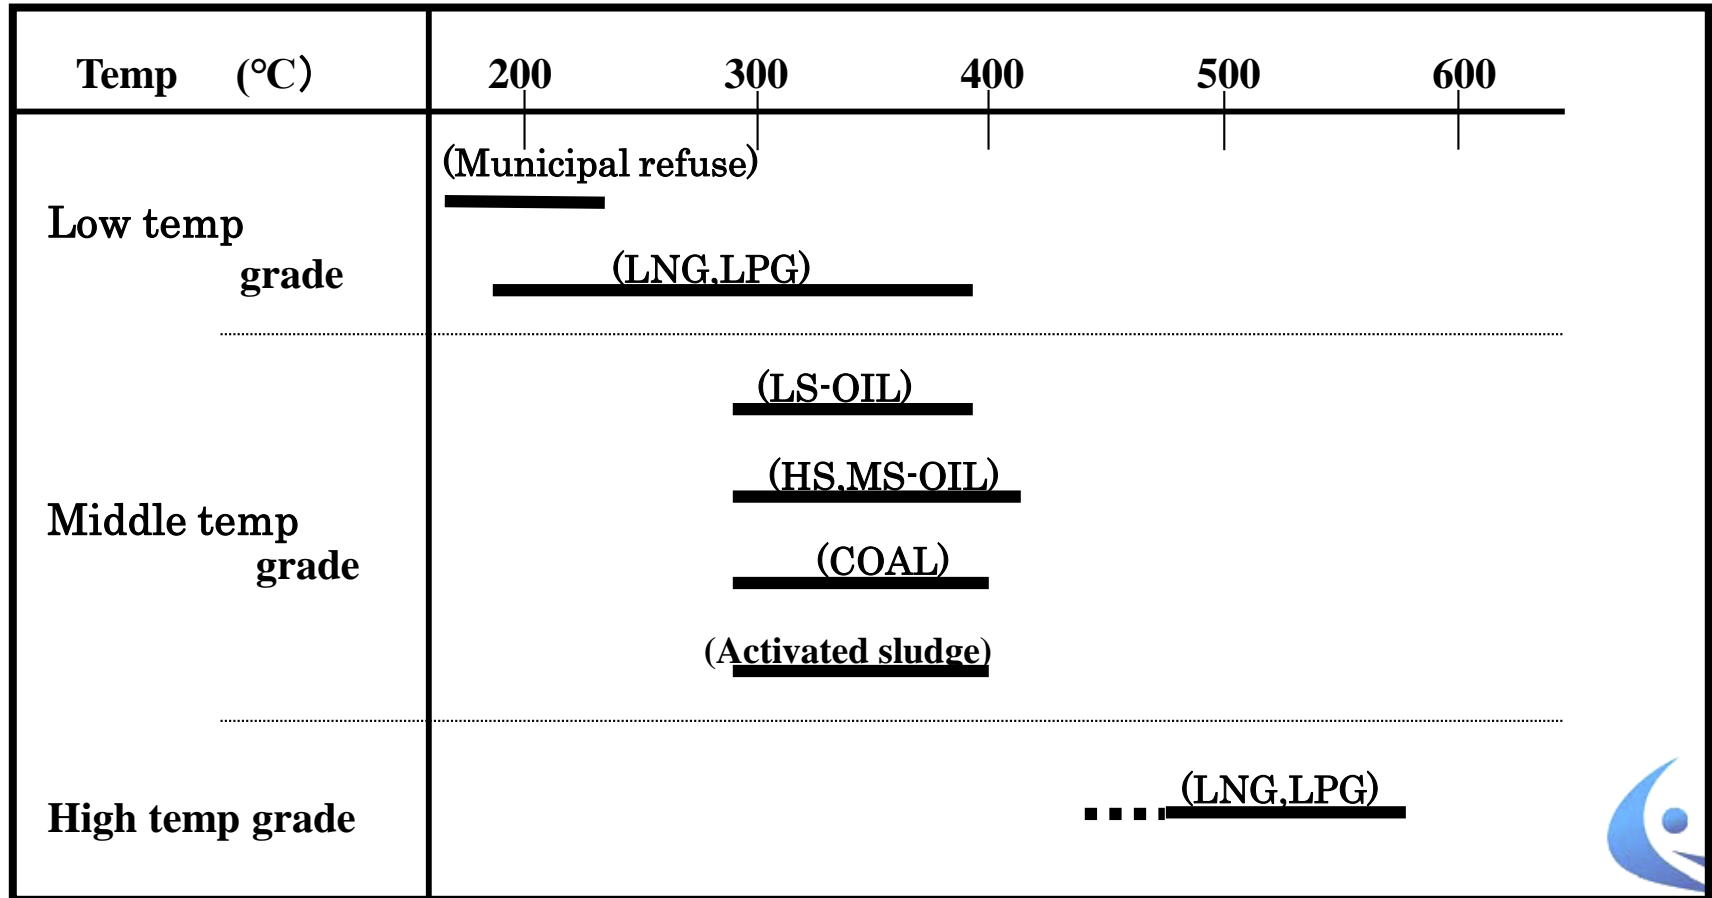 Temp (℃) 200 300 400 500 600
(Municipal refuse)
Low temp
grade
(LNG,LPG)
(LS-OIL)
(HS,MS-OIL)
Middle temp
grade
(COAL)
(Activated sludge)
(LNG,LPG)
High temp grade